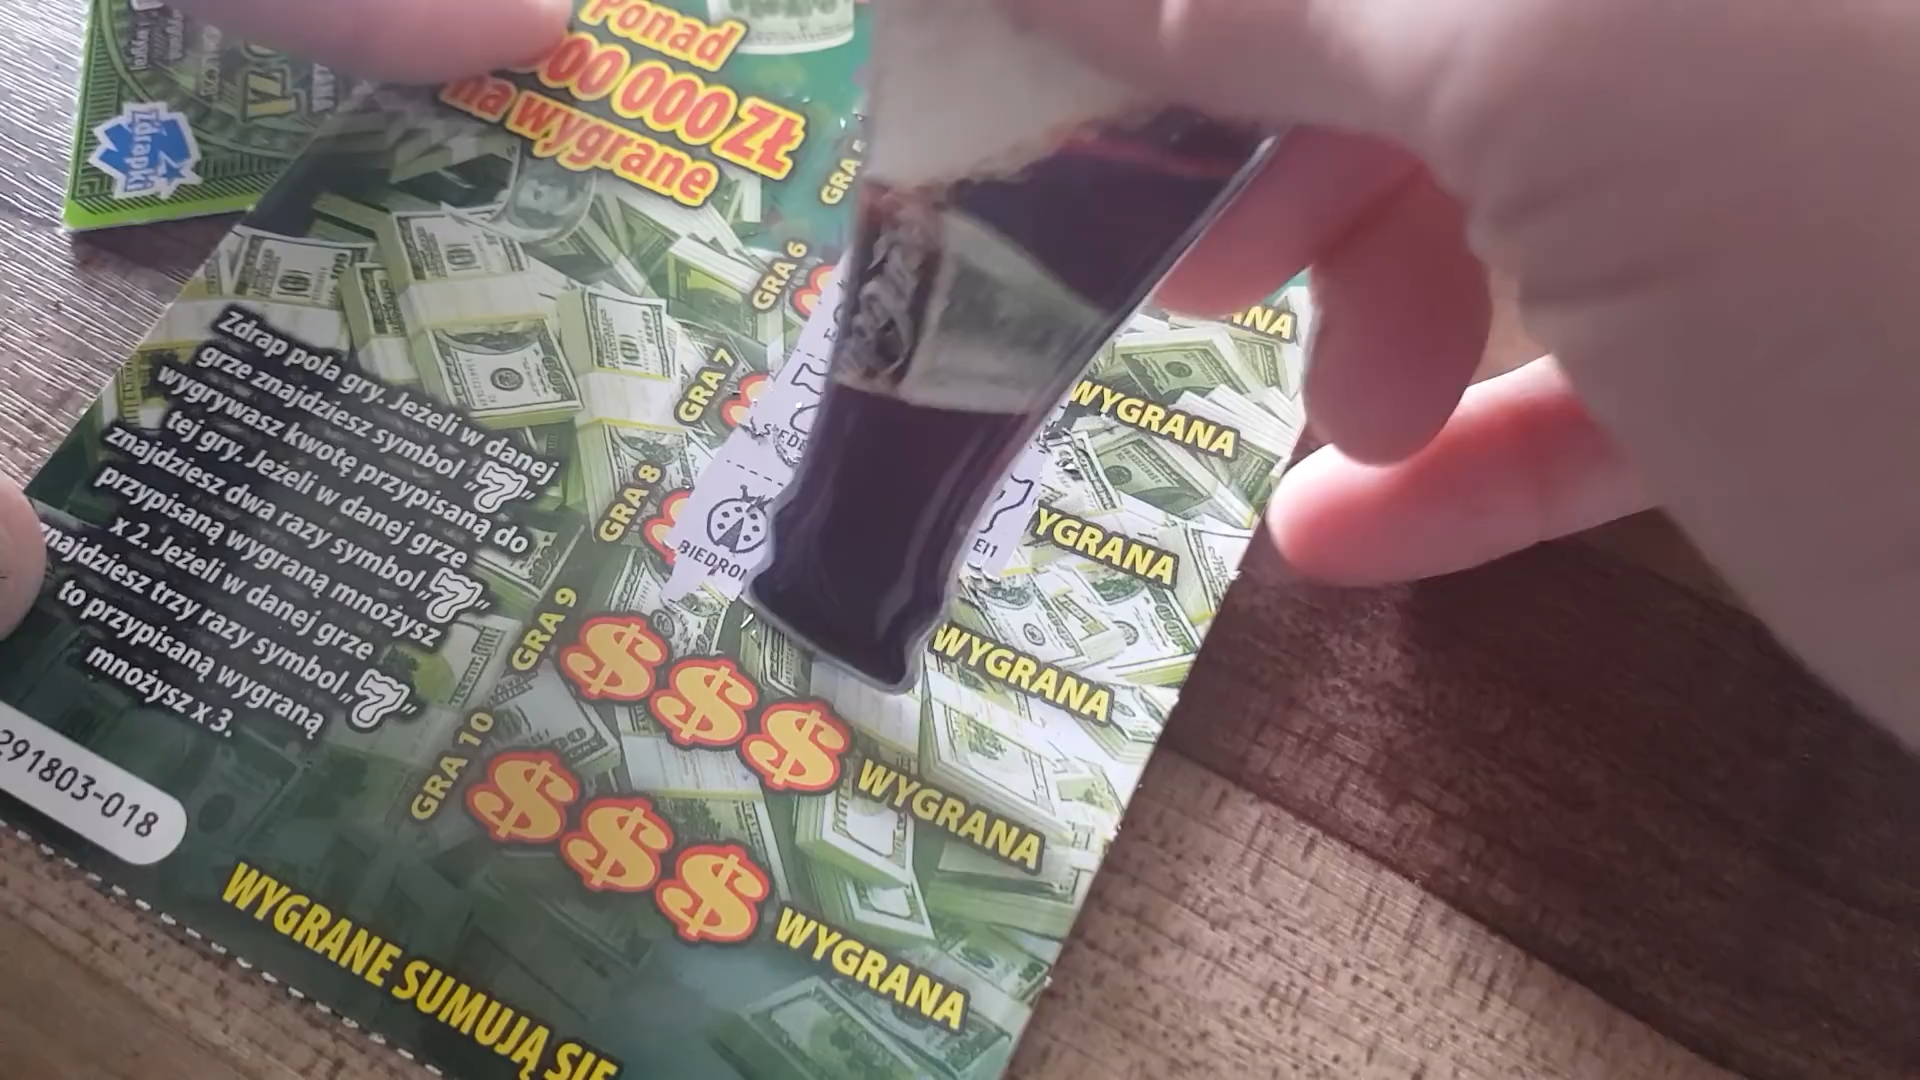 Ponad
00 000 ZŁ
na wygrane
Zdrapki
GRA 6
GRA 7
GRA 8
GRA 9
GRA 10
Zdrap pola gry. Jeżeli w danej
grze znajdziesz symbol „7”
wygrywasz kwotę przypisaną do
tej gry. Jeżeli w danej grze
znajdziesz dwa razy symbol „7”
przypisaną wygraną mnożysz
x 2. Jeżeli w danej grze
znajdziesz trzy razy symbol „7”
to przypisaną wygraną
mnożysz x 3.
BIEDRON
WYGRANA
WYGRANA
WYGRANA
WYGRANA
WYGRANA
$ $ $
$ $ $
291803-018
WYGRANE SUMUJĄ SIĘ